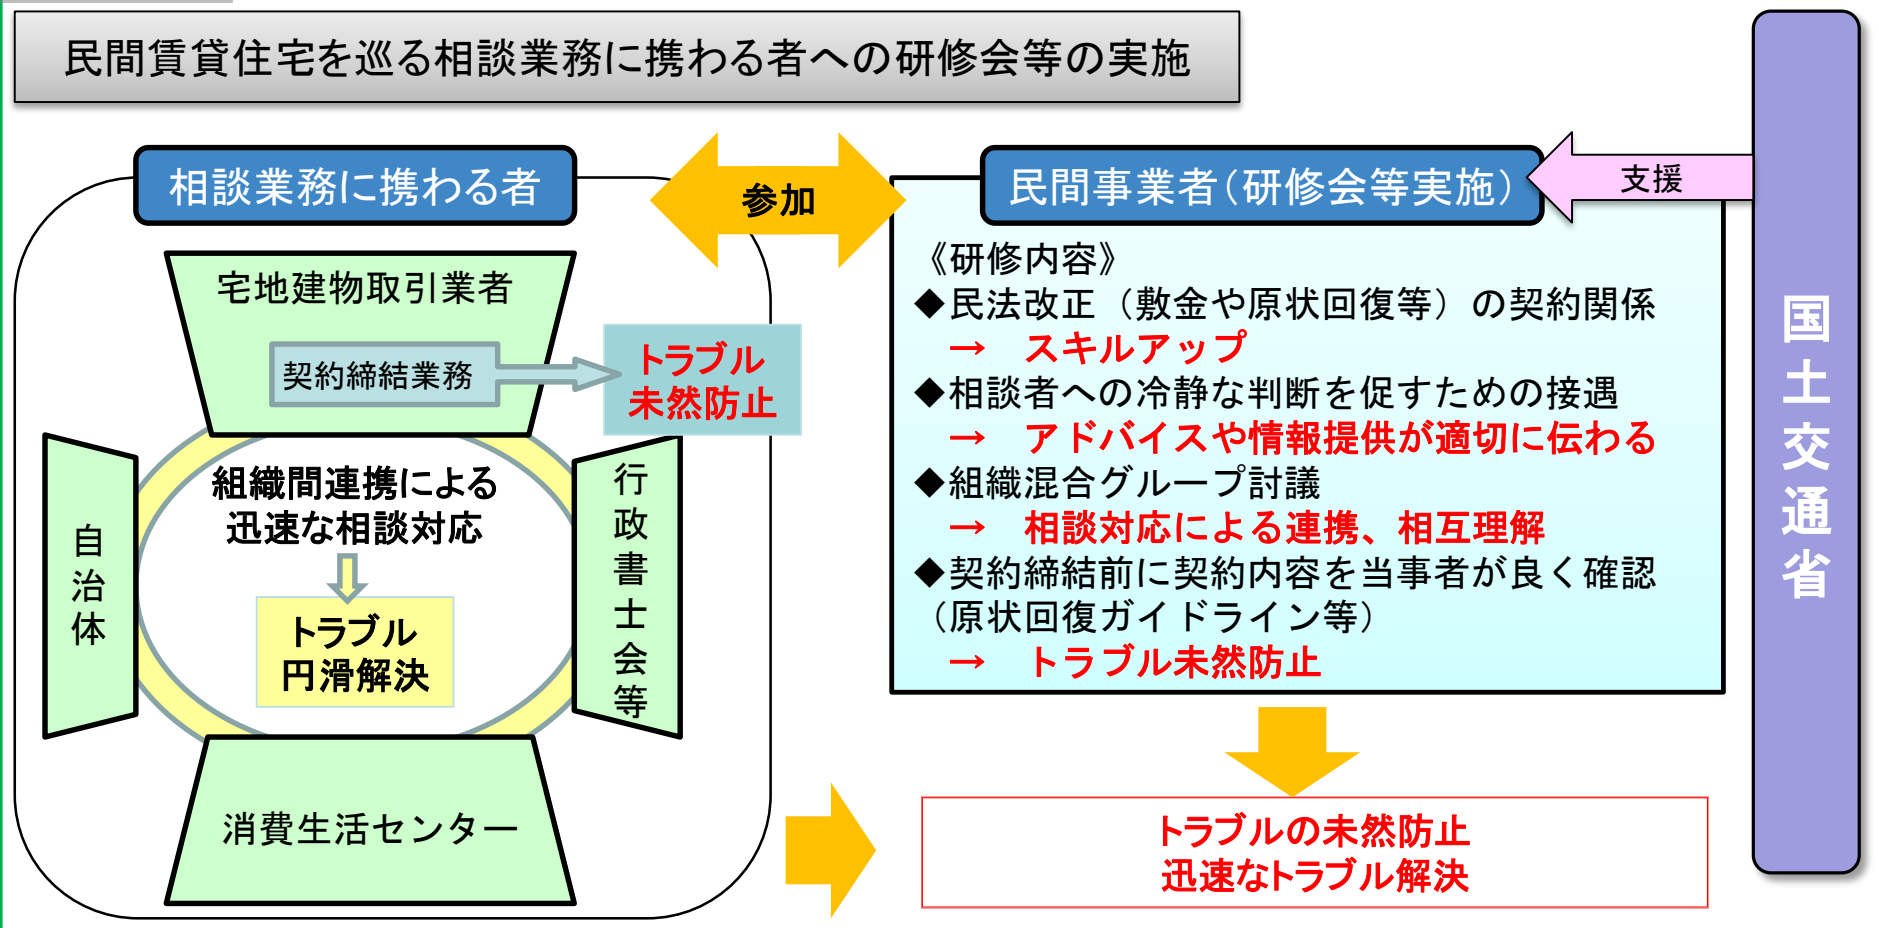 民間賃貸住宅を巡る相談業務に携わる者への研修会等の実施
相談業務に携わる者
参加
民間事業者(研修会等実施)
支援
国土交通省
宅地建物取引業者
契約締結業務
トラブル
未然防止
自治体
組織間連携による
迅速な相談対応
トラブル
円滑解決
行政書士会等
消費生活センター
《研修内容》
◆民法改正(敷金や原状回復等)の契約関係
→ スキルアップ
◆相談者への冷静な判断を促すための接遇
→ アドバイスや情報提供が適切に伝わる
◆組織混合グループ討議
→ 相談対応による連携、相互理解
◆契約締結前に契約内容を当事者が良く確認
(原状回復ガイドライン等)
→ トラブル未然防止
トラブルの未然防止
迅速なトラブル解決